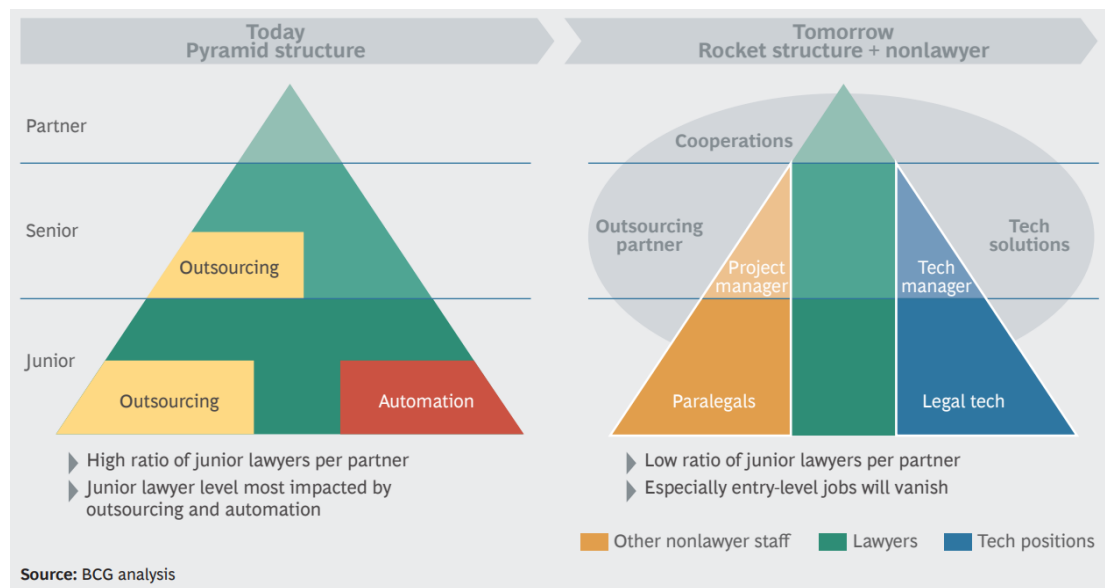 Today
Pyramid structure
Tomorrow
Rocket structure + nonlawyer
Partner
Senior
Junior
Outsourcing
Outsourcing
Automation
Cooperations
Outsourcing
partner
Tech
solutions
Project
manager
Tech
manager
Paralegals
Legal tech
High ratio of junior lawyers per partner
Junior lawyer level most impacted by
outsourcing and automation
Low ratio of junior lawyers per partner
Especially entry-level jobs will vanish
Other nonlawyer staff
Lawyers
Tech positions
Source: BCG analysis